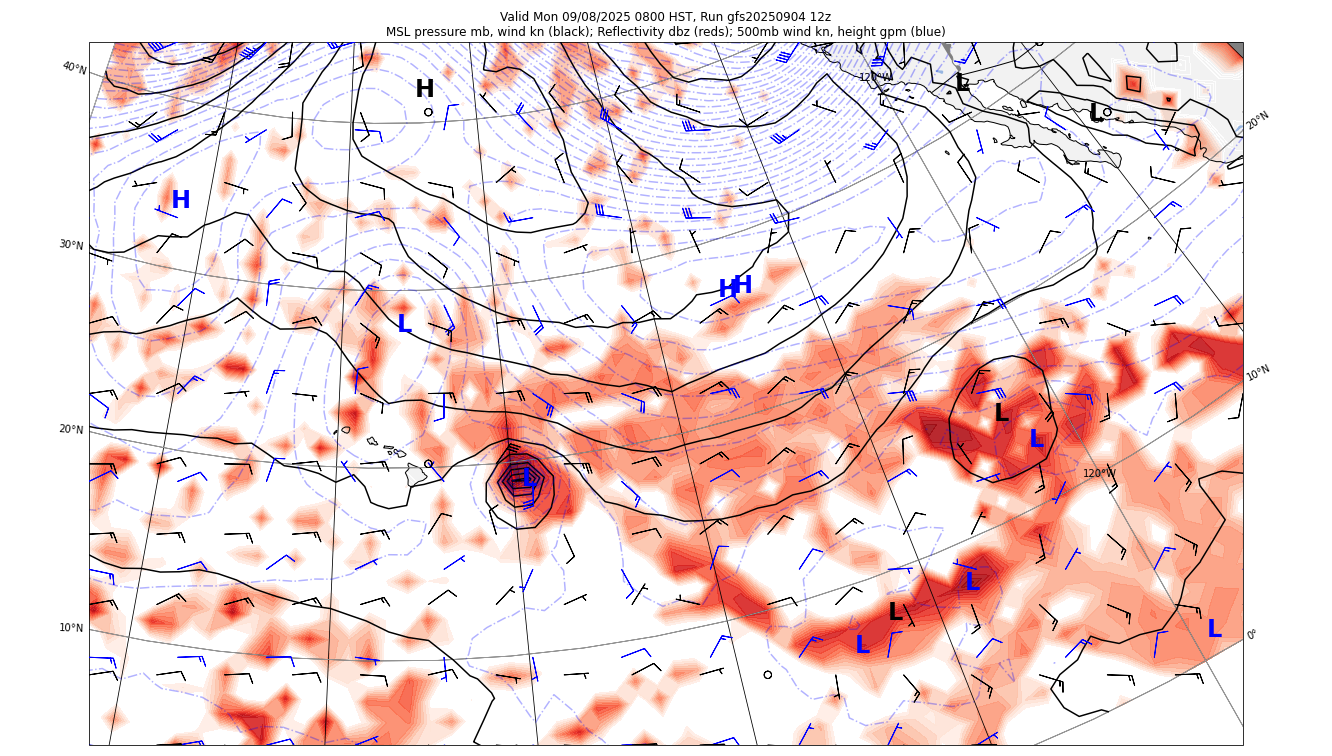 Valid Mon 09/08/2025 0800 HST, Run gfs20250904 12z
MSL pressure mb, wind kn (black); Reflectivity dbz (reds); 500mb wind kn, height gpm (blue)
40°N
120°W
H
L
L
20°N
H
30°N
H H
L
10°N
L
L
20°N
120°W
L
L
L
10°N
L
L
0°